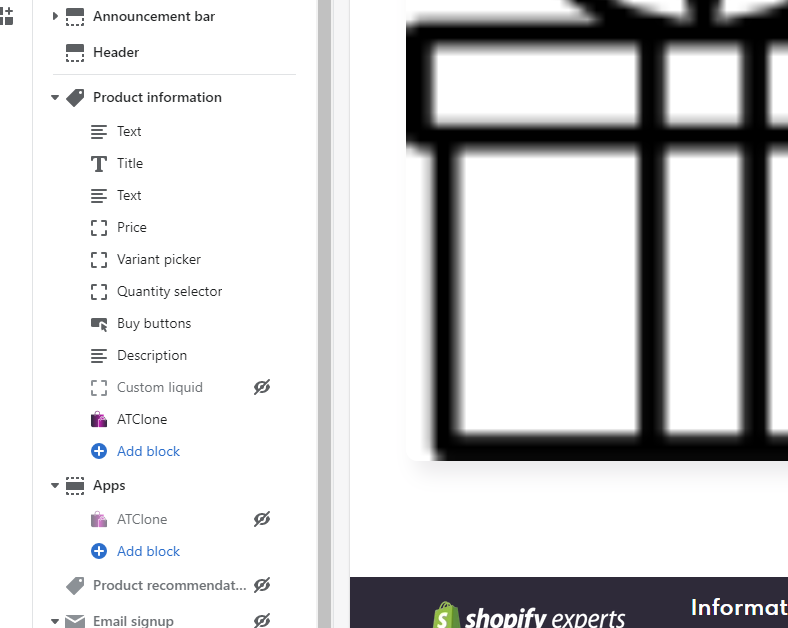 Announcement bar
Header
Product information
Text
Title
Text
Price
Variant picker
Quantity selector
Buy buttons
Description
Custom liquid
ATClone
Add block
Apps
ATClone
Add block
Product recommendat...
Email signup
shopify experts
Informat